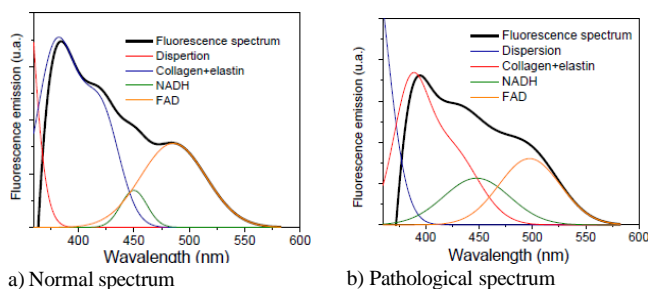 Fluorescence emission (u.a.)
Fluorescence spectrum
Dispertion
Collagen+elastin
NADH
FAD
400 450 500 550 600
Wavelength (nm)
a) Normal spectrum
Fluorescence emission (u.a.)
Fluorescence spectrum
Dispersion
Collagen+elastin
NADH
FAD
400 450 500 550 600
Wavelength (nm)
b) Pathological spectrum